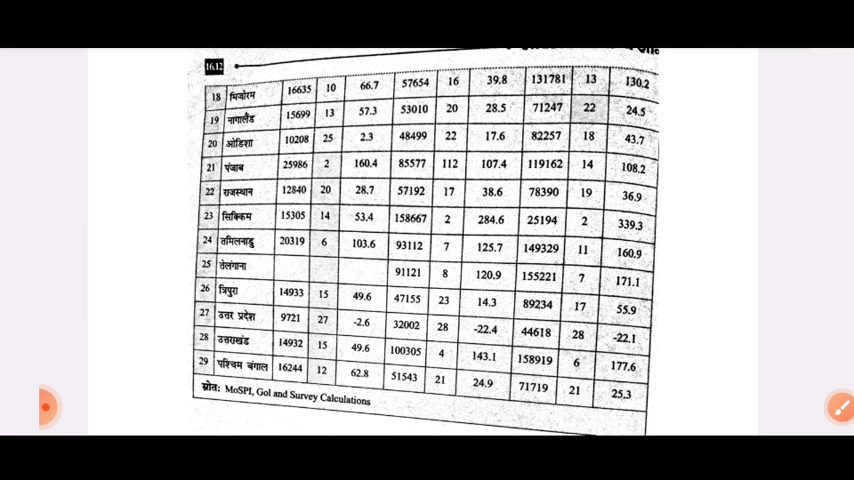 16.12
18 मिजोरम 16635 10 66.7 57654 16 39.8 131781 13 130.2
19 नागालैंड 15699 13 57.3 53010 20 28.5 71247 22 24.5
20 ओडिशा 10208 25 2.3 48499 22 17.6 82257 18 43.7
21 पंजाब 25986 2 160.4 85577 112 107.4 119162 14 108.2
22 राजस्थान 12840 20 28.7 57192 17 38.6 78390 19 36.9
23 सिक्किम 15305 14 53.4 158667 2 284.6 25194 2 339.3
24 तमिलनाडु 20319 6 103.6 93112 7 125.7 149329 11 160.9
25 तेलंगाना 91121 8 120.9 155221 7 171.1
26 त्रिपुरा 14933 15 49.6 47155 23 14.3 89234 17 55.9
27 उत्तर प्रदेश 9721 27 -2.6 32002 28 -22.4 44618 28 -22.1
28 उत्तराखंड 14932 15 49.6 100305 4 143.1 158919 6 177.6
29 पश्चिम बंगाल 16244 12 62.8 51543 21 24.9 71719 21 25.3
स्रोतः MoSPI, GoI and Survey Calculations